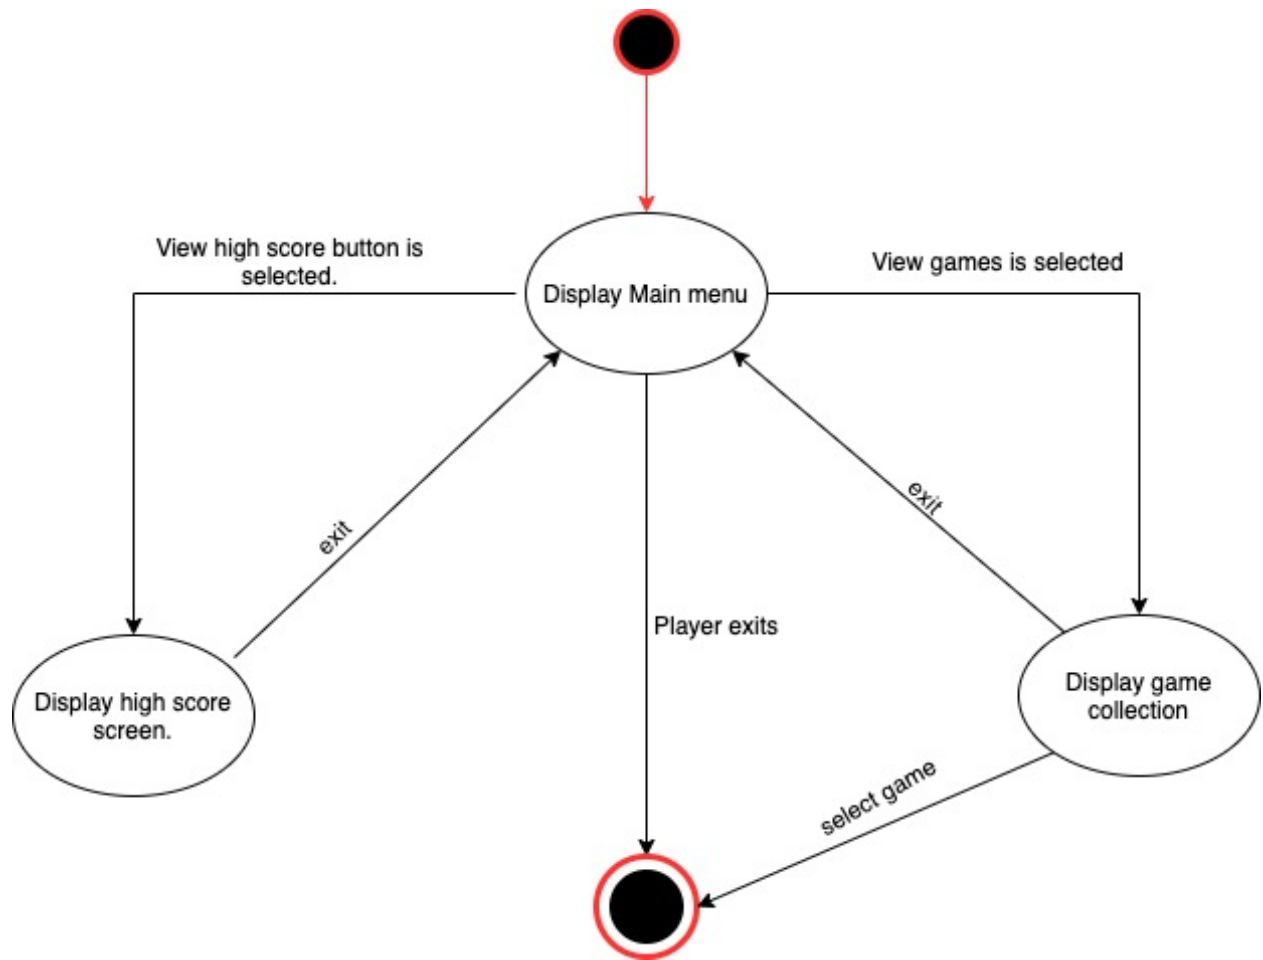 View high score button is
selected.
View games is selected
Display Main menu
exit
exit
Player exits
Display high score
screen.
Display game
collection
select game